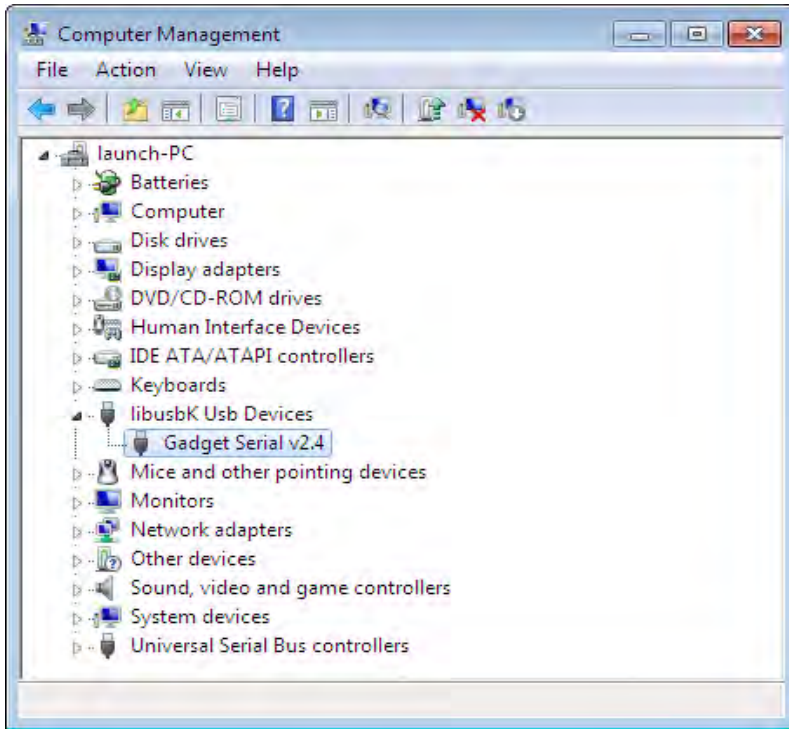 Computer Management
File Action View Help
launch-PC
Batteries
Computer
Disk drives
Display adapters
DVD/CD-ROM drives
Human Interface Devices
IDE ATA/ATAPI controllers
Keyboards
libusbK Usb Devices
Gadget Serial v2.4
Mice and other pointing devices
Monitors
Network adapters
Other devices
Sound, video and game controllers
System devices
Universal Serial Bus controllers